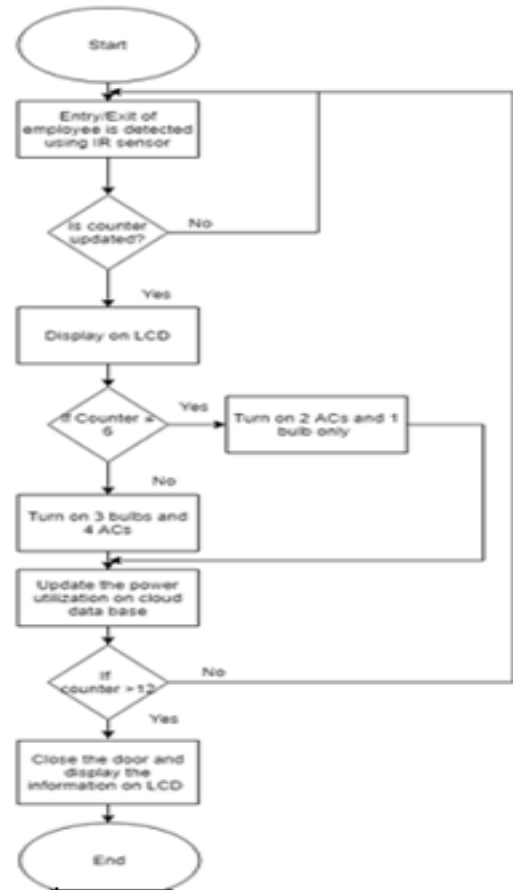 Start
Entry/Exit of
employee is detected
using IR sensor
Is counter
updated?
No
Yes
Display on LCD
If Counter
6
Yes
Turn on 2 ACs and 1
bulb only
No
Turn on 3 bulbs and
4 ACs
Update the power
utilization on cloud
data base
If
counter >12
No
Yes
Close the door and
display the
information on LCD
End